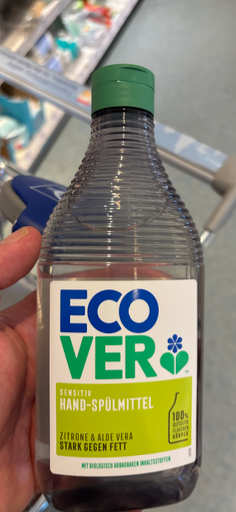 ECO
VER
SENSITIV
HAND-SPÜLMITTEL
100%
ZITRONE & ALOE VERA
STARK GEGEN FETT
MIT BIOLOGISCH ABBAUBAREN INHALTSSTOFFEN